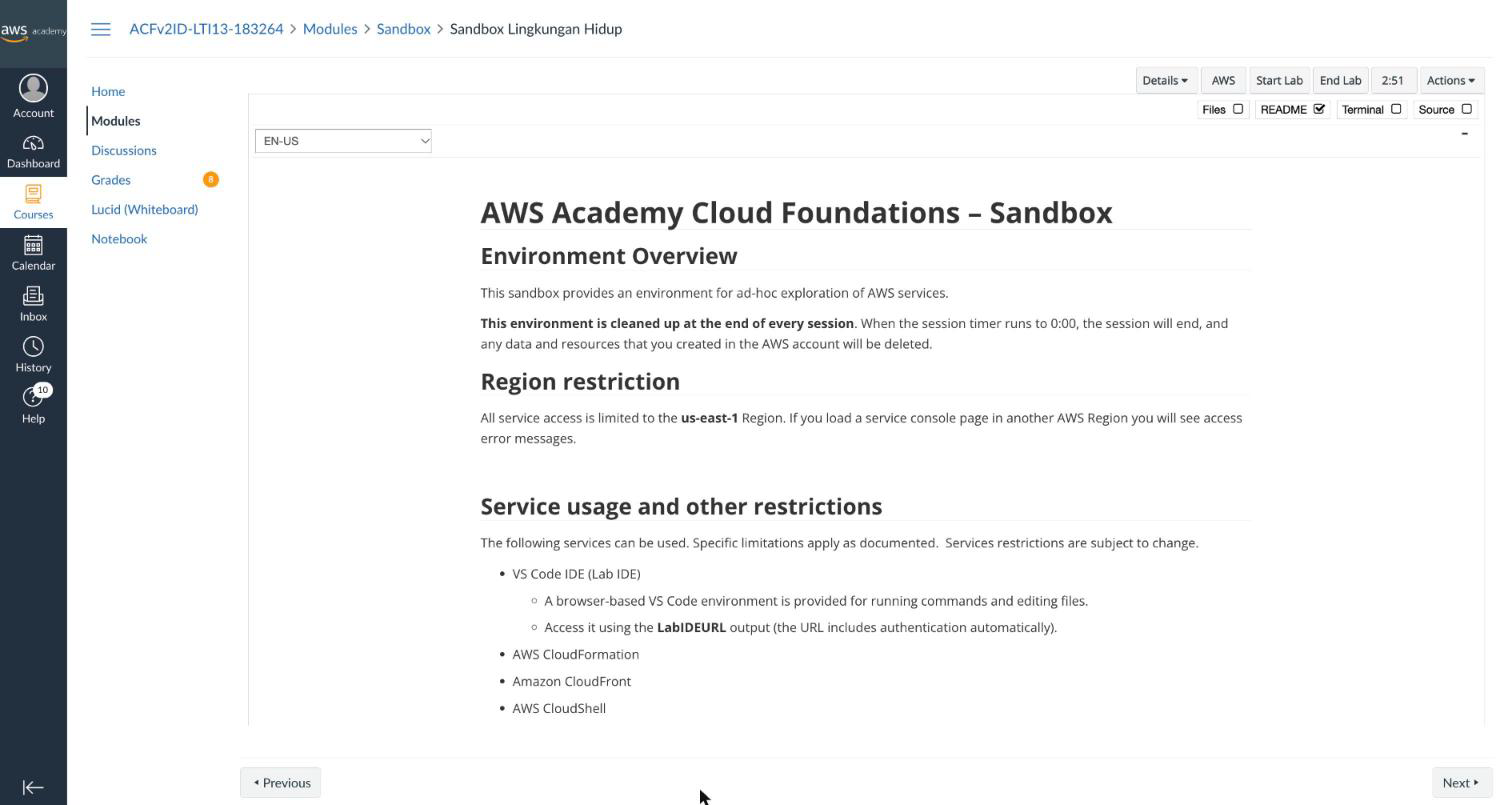 aws academy
ACFv2ID-LTI13-183264 > Modules > Sandbox > Sandbox Lingkungan Hidup
Account
Dashboard
Courses
Calendar
Inbox
History
10
Help
Home
Modules
Discussions
Grades 8
Lucid (Whiteboard)
Notebook
Details AWS Start Lab End Lab 2:51 Actions
Files README Terminal Source
EN-US
AWS Academy Cloud Foundations – Sandbox
Environment Overview
This sandbox provides an environment for ad-hoc exploration of AWS services.
This environment is cleaned up at the end of every session. When the session timer runs to 0:00, the session will end, and
any data and resources that you created in the AWS account will be deleted.
Region restriction
All service access is limited to the us-east-1 Region. If you load a service console page in another AWS Region you will see access
error messages.
Service usage and other restrictions
The following services can be used. Specific limitations apply as documented. Services restrictions are subject to change.
• VS Code IDE (Lab IDE)
○ A browser-based VS Code environment is provided for running commands and editing files.
○ Access it using the LabIDEURL output (the URL includes authentication automatically).
• AWS CloudFormation
• Amazon CloudFront
• AWS CloudShell
Previous
Next